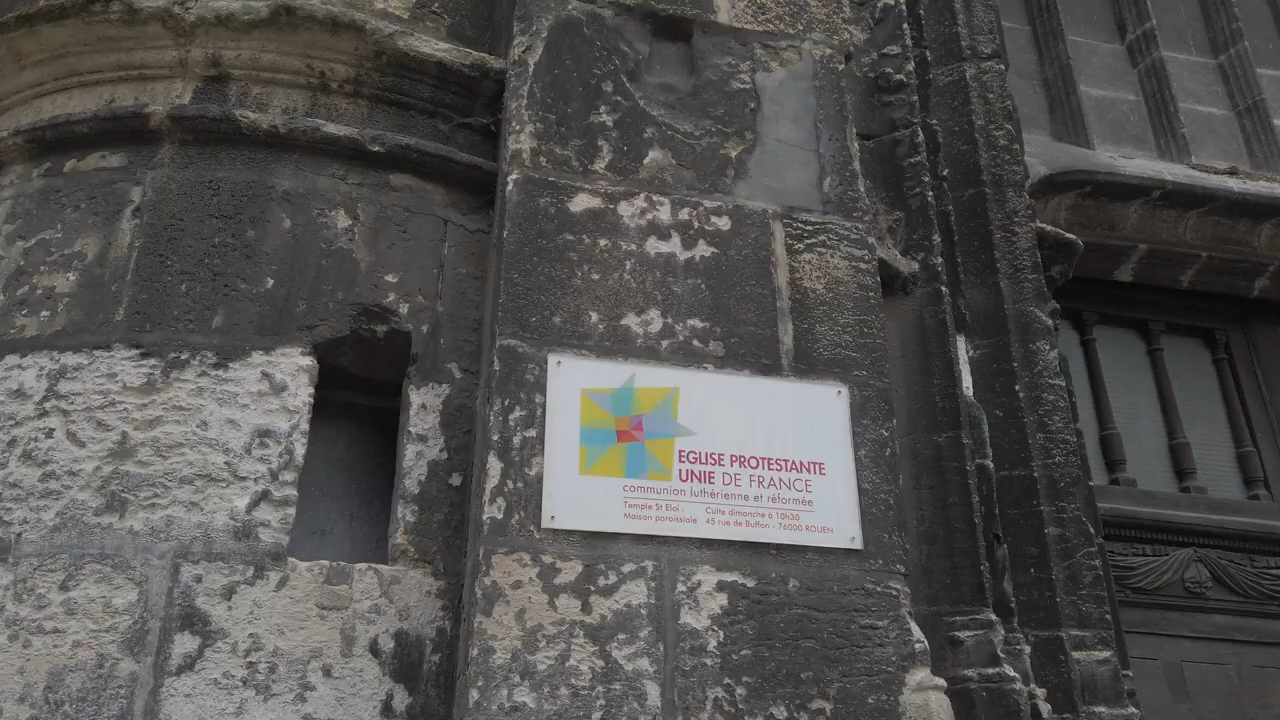 EGLISE PROTESTANTE
UNIE DE FRANCE
communion luthérienne et réformée
Temple St Eloi : Culte dimanche à 10h30
Maison paroissiale 45 rue de Buffon - 76000 ROUEN